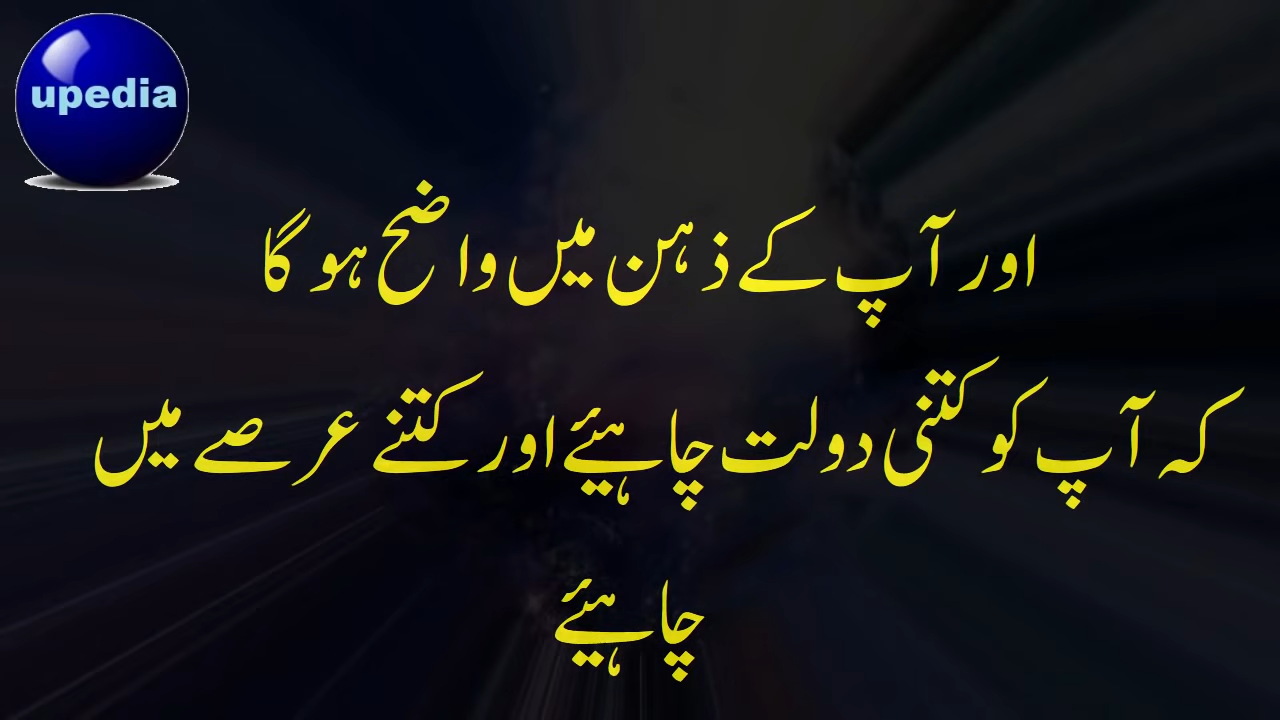 upedia
اور آپ کے ذہن میں واضح ہو گا
کہ آپ کو کتنی دولت چاہیئے اور کتنے عرصے میں
چاہیئے